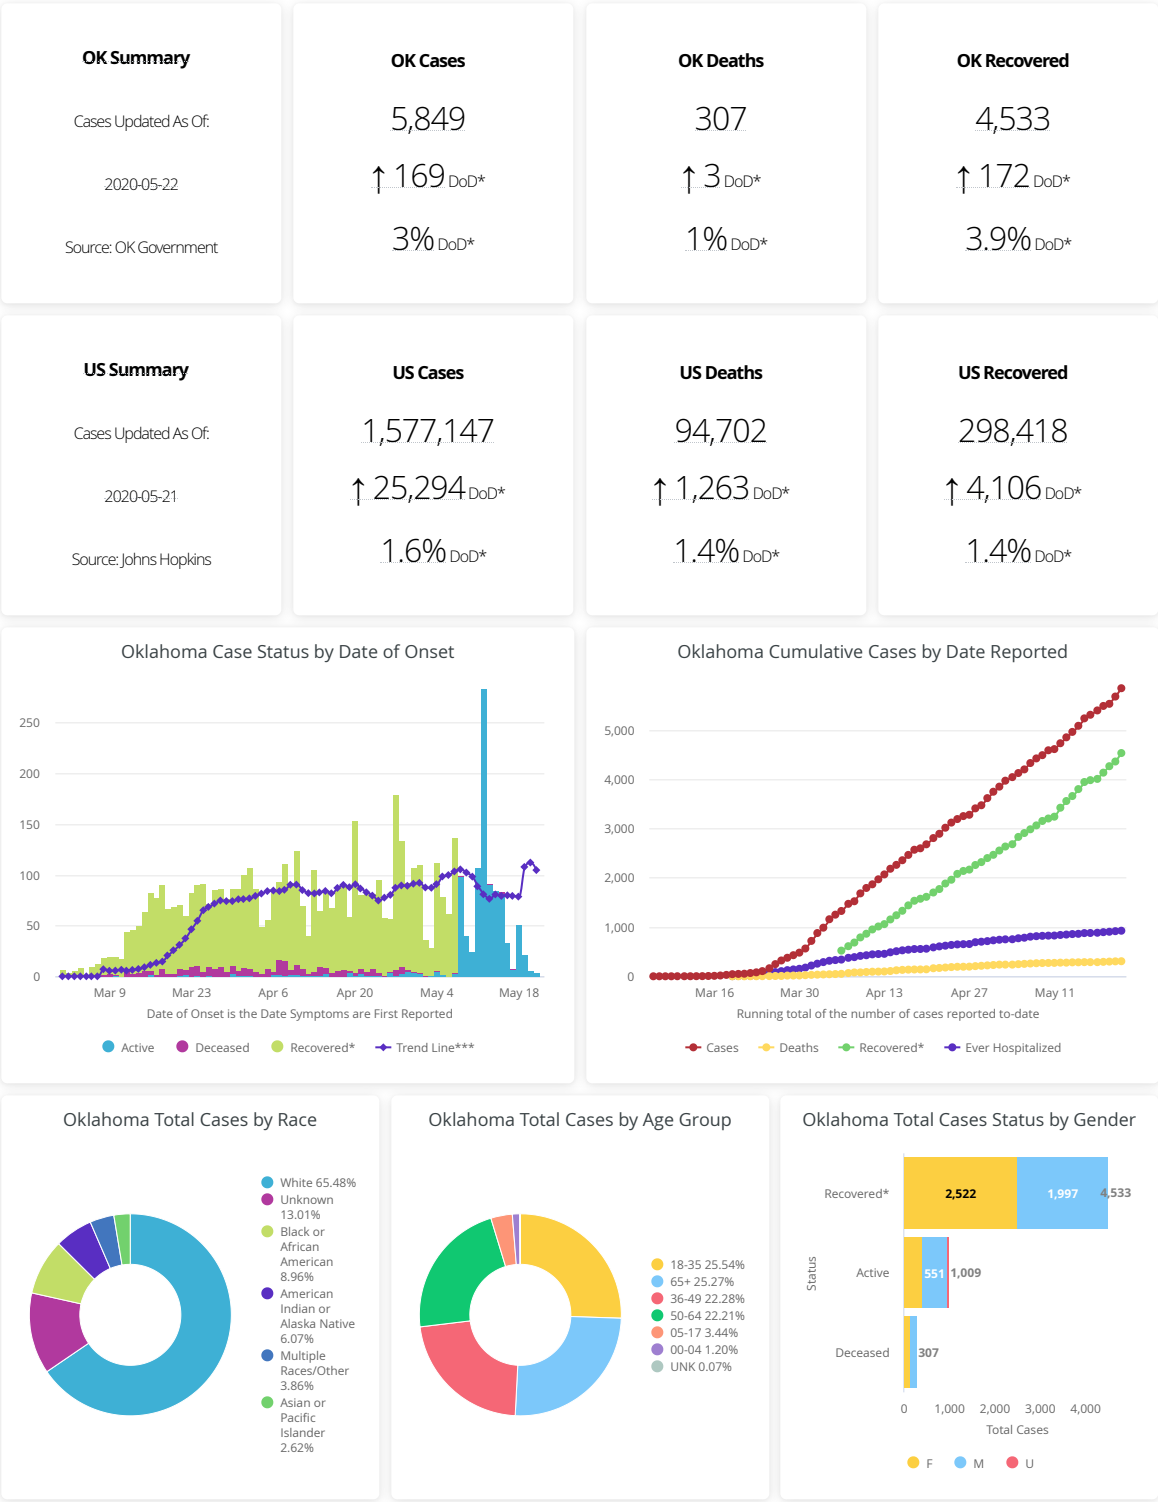 OK Summary
Cases Updated As Of:
2020-05-22
Source: OK Government
OK Cases
5,849
↑ 169 DoD*
3% DoD*
OK Deaths
307
↑ 3 DoD*
1% DoD*
OK Recovered
4,533
↑ 172 DoD*
3.9% DoD*
US Summary
Cases Updated As Of:
2020-05-21
Source: Johns Hopkins
US Cases
1,577,147
↑ 25,294 DoD*
1.6% DoD*
US Deaths
94,702
↑ 1,263 DoD*
1.4% DoD*
US Recovered
298,418
↑ 4,106 DoD*
1.4% DoD*
Oklahoma Case Status by Date of Onset
250
200
150
100
50
0
Mar 9 Mar 23 Apr 6 Apr 20 May 4 May 18
Date of Onset is the Date Symptoms are First Reported
Active Deceased Recovered* Trend Line***
Oklahoma Cumulative Cases by Date Reported
5,000
4,000
3,000
2,000
1,000
0
Mar 16 Mar 30 Apr 13 Apr 27 May 11
Running total of the number of cases reported to-date
Cases Deaths Recovered* Ever Hospitalized
Oklahoma Total Cases by Race
White 65.48%
Unknown
13.01%
Black or
African
American
8.96%
American
Indian or
Alaska Native
6.07%
Multiple
Races/Other
3.86%
Asian or
Pacific
Islander
2.62%
Oklahoma Total Cases by Age Group
18-35 25.54%
65+ 25.27%
36-49 22.28%
50-64 22.21%
05-17 3.44%
00-04 1.20%
UNK 0.07%
Oklahoma Total Cases Status by Gender
Status
Recovered* 2,522 1,997 4,533
Active 551 1,009
Deceased 307
0 1,000 2,000 3,000 4,000
Total Cases
F M U